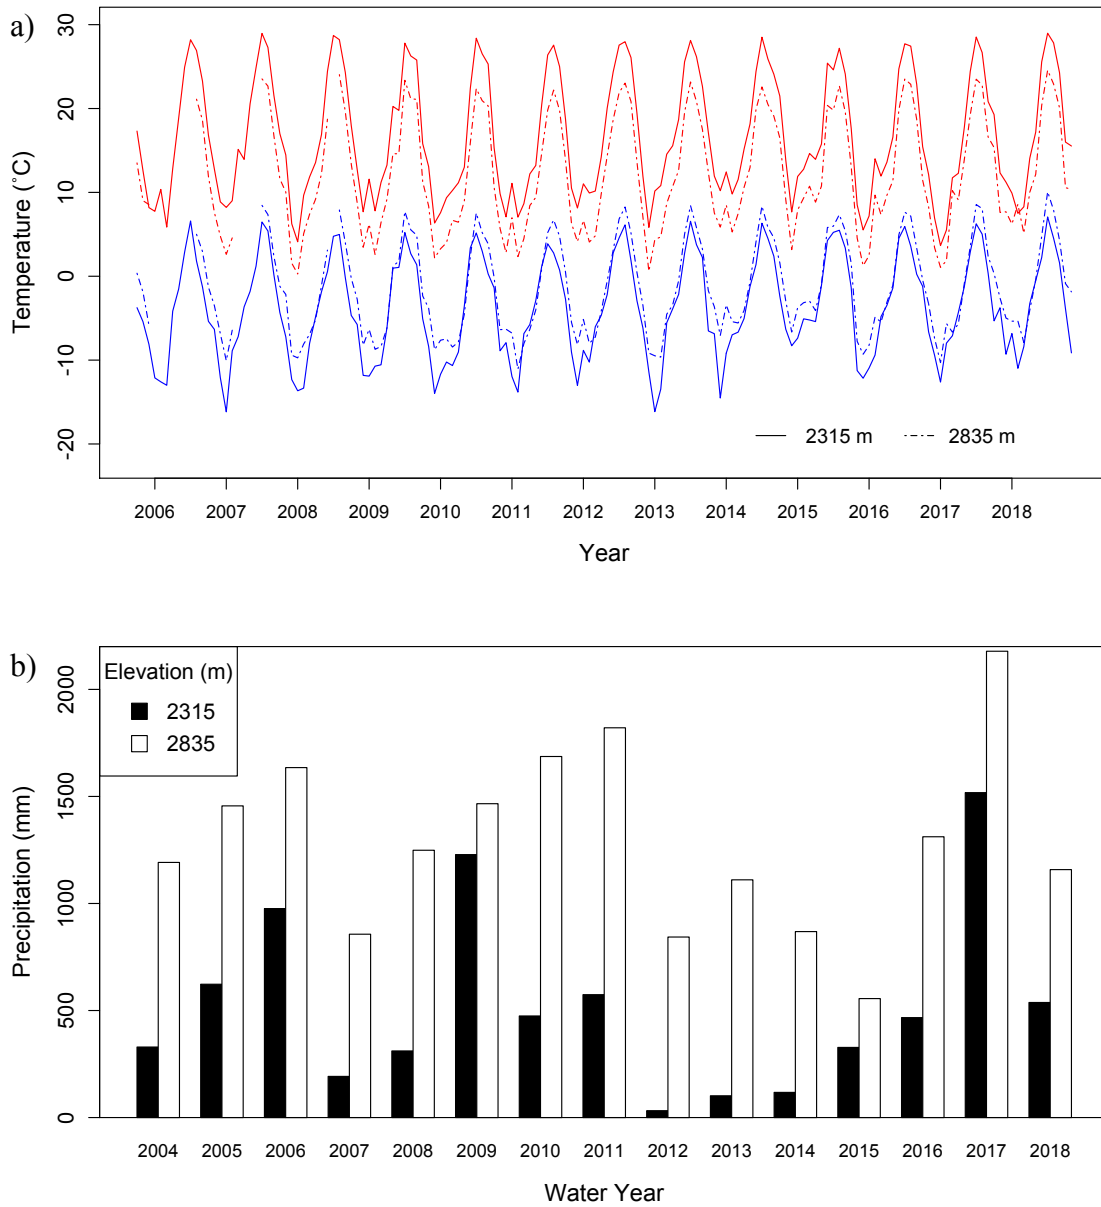 a)
Temperature (˚C)
30
20
10
0
-10
-20
2315 m 2835 m
2006 2007 2008 2009 2010 2011 2012 2013 2014 2015 2016 2017 2018
Year
b)
Precipitation (mm)
2000
1500
1000
500
0
Elevation (m)
2315
2835
2004 2005 2006 2007 2008 2009 2010 2011 2012 2013 2014 2015 2016 2017 2018
Water Year